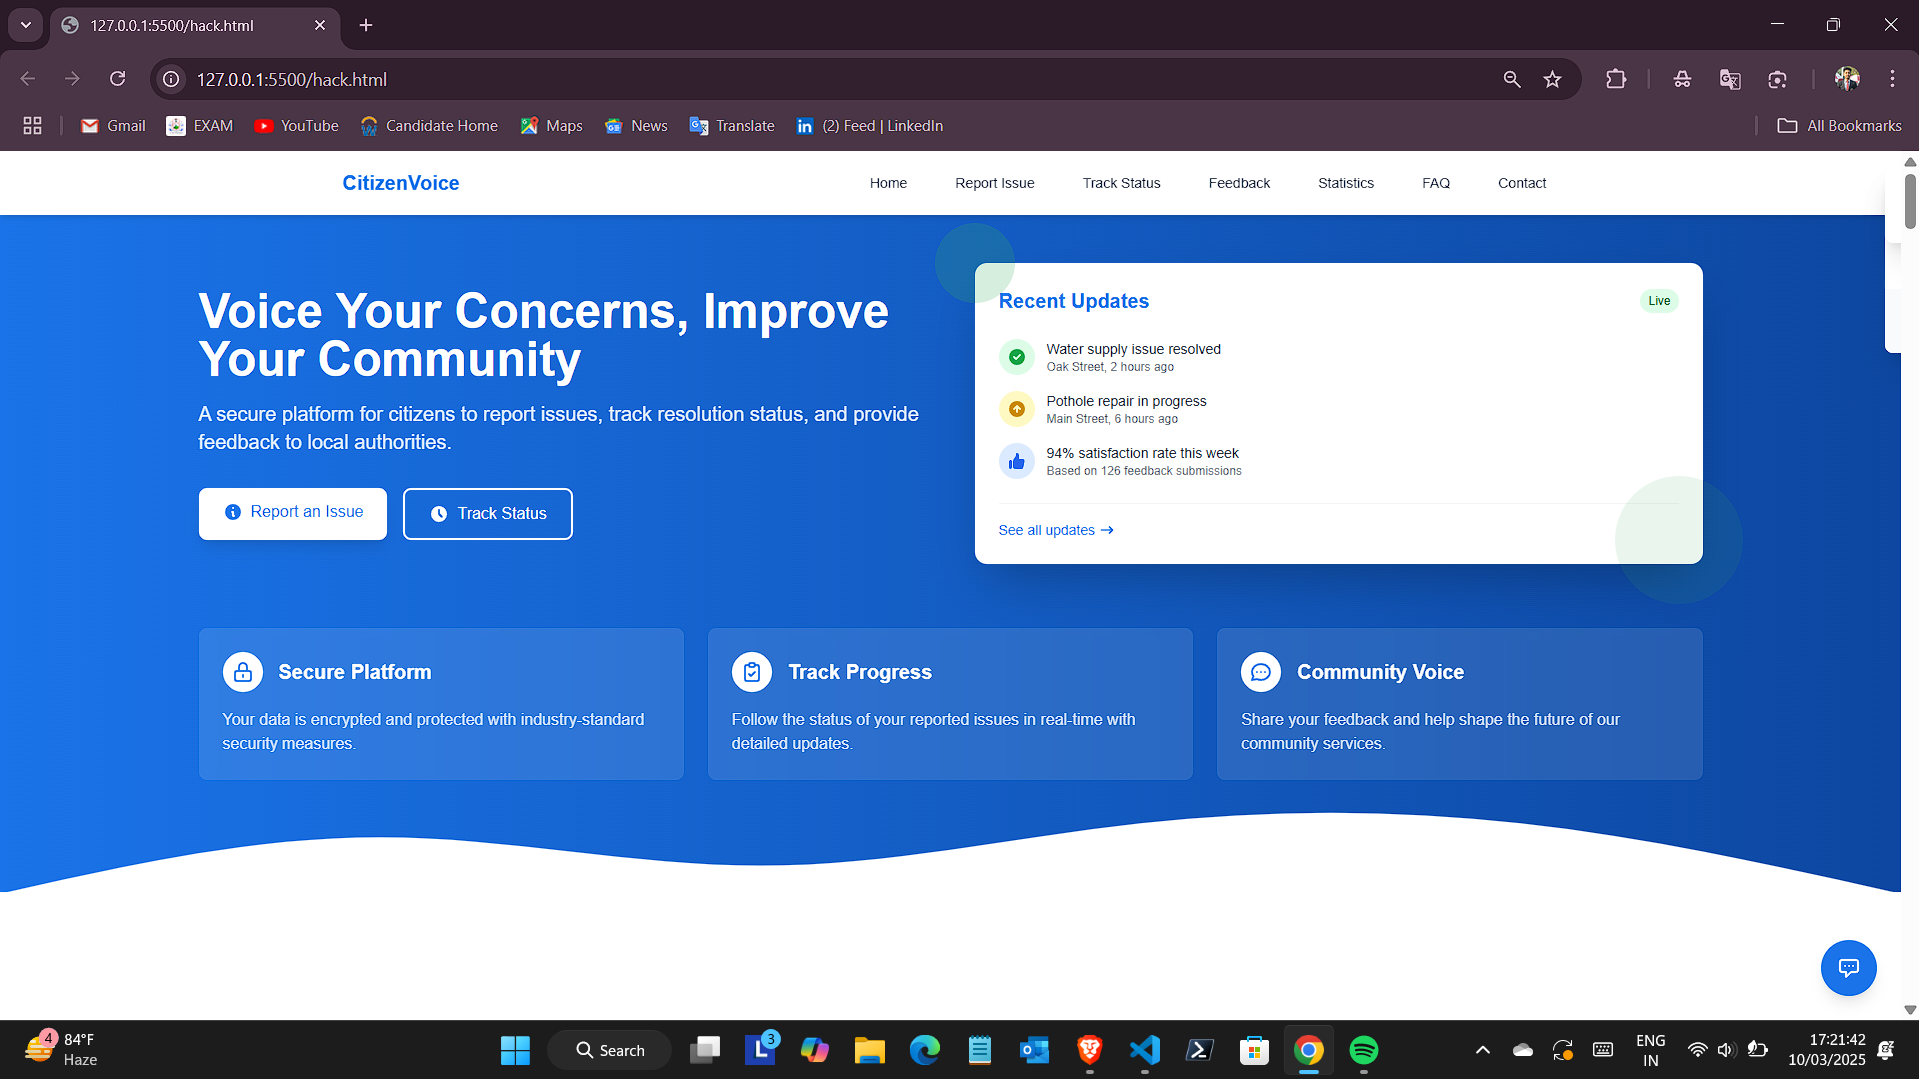 127.0.0.1:5500/hack.html
127.0.0.1:5500/hack.html
Gmail EXAM YouTube Candidate Home Maps News Translate (2) Feed | LinkedIn All Bookmarks
CitizenVoice Home Report Issue Track Status Feedback Statistics FAQ Contact
Voice Your Concerns, Improve
Your Community
A secure platform for citizens to report issues, track resolution status, and provide
feedback to local authorities.
Report an Issue Track Status
Recent Updates Live
Water supply issue resolved
Oak Street, 2 hours ago
Pothole repair in progress
Main Street, 6 hours ago
94% satisfaction rate this week
Based on 126 feedback submissions
See all updates →
Secure Platform
Your data is encrypted and protected with industry-standard
security measures.
Track Progress
Follow the status of your reported issues in real-time with
detailed updates.
Community Voice
Share your feedback and help shape the future of our
community services.
4 84°F
Haze
Search
L 3
ENG
IN
17:21:42
10/03/2025